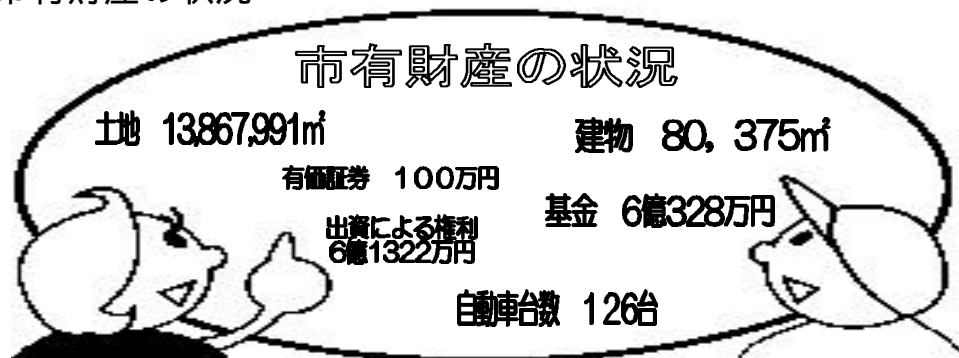 市有財産の状況
市有財産の状況
土地 13,867,991㎡
建物 80，375㎡
有価証券 100万円
基金 6億328万円
出資による権利
6億1322万円
自動車台数 126台